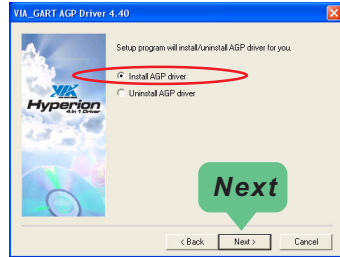 VIA_GART AGP Driver 4.40
Setup program will install/uninstall AGP driver for you.
Install AGP driver
Uninstall AGP driver
VIA
Hyperion
4 in 1 Driver
Next
< Back
Next >
Cancel